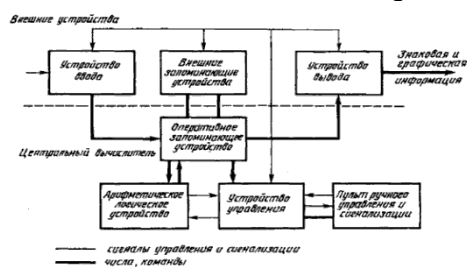 Внешние устройства
Устройство
ввода
Внешние
запоминающие
устройства
Устройство
вывода
Знаковая и
графическая
информация
Оперативное
запоминающее
устройство
Центральный вычислитель
Арифметическое
логическое
устройство
Устройство
управления
Пульт ручного
управления и
сигнализации
сигналы управления и сигнализации
числа, команды